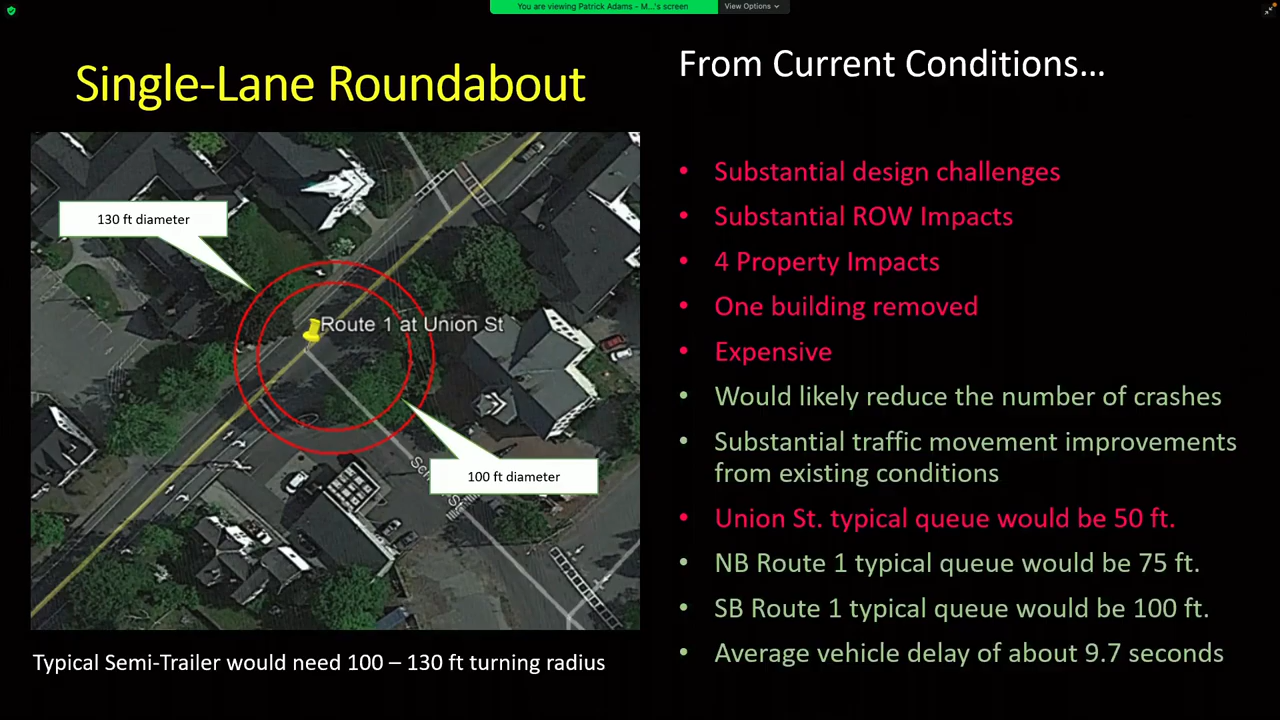 You are viewing Patrick Adams - M...'s screen
View Options
Single-Lane Roundabout
130 ft diameter
Route 1 at Union St
100 ft diameter
Typical Semi-Trailer would need 100 – 130 ft turning radius
From Current Conditions…
• Substantial design challenges
• Substantial ROW Impacts
• 4 Property Impacts
• One building removed
• Expensive
• Would likely reduce the number of crashes
• Substantial traffic movement improvements
from existing conditions
• Union St. typical queue would be 50 ft.
• NB Route 1 typical queue would be 75 ft.
• SB Route 1 typical queue would be 100 ft.
• Average vehicle delay of about 9.7 seconds